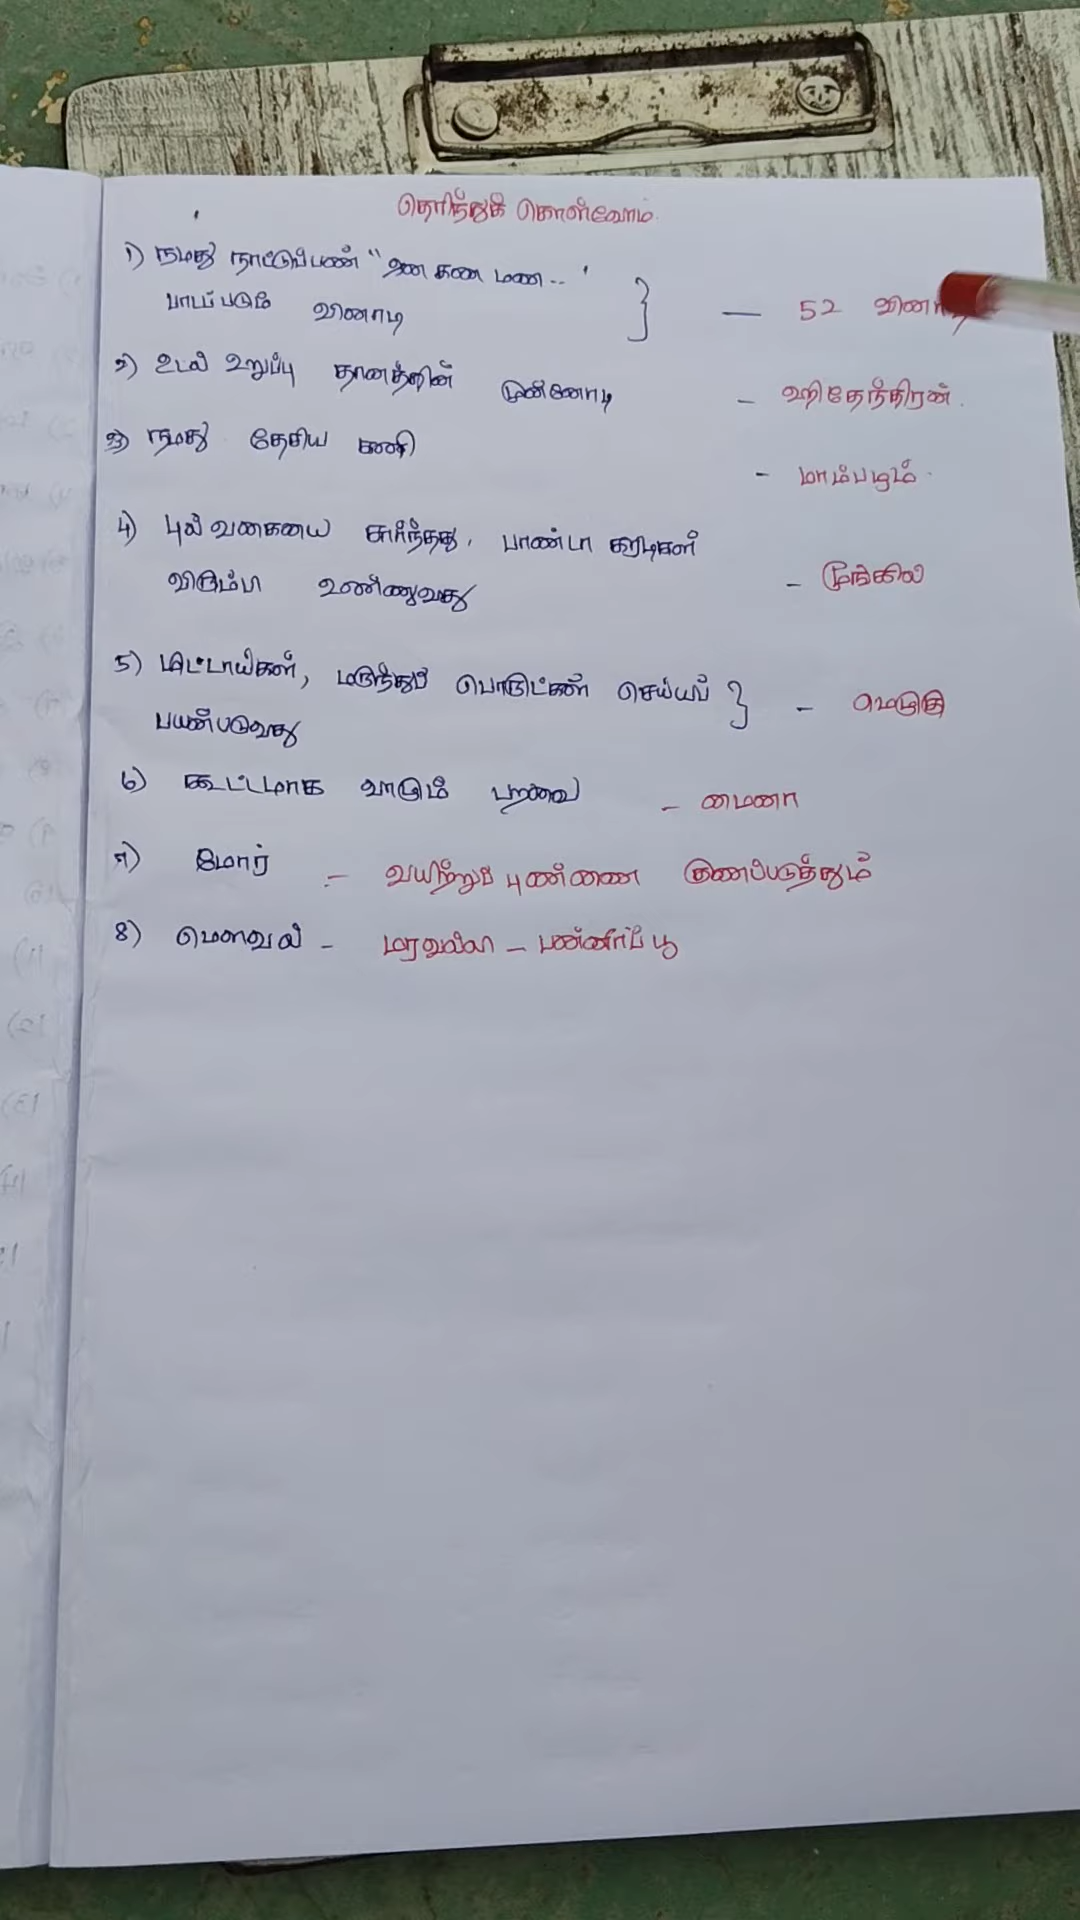 தெரிந்துக் கொள்வோம்.
1) நமது நாட்டுப்பண் "ஜன கண மண.. '
பாடப்படும் வினாடி } — 52
2) உடல் உறுப்பு தானத்தின் முன்னோடி - ஹிதேந்திரன்.
3) நமது தேசிய கனி - மாம்பழம்.
4) புல் வகையை சார்ந்தது, பாண்டா கரடிகள்
விரும்பி உண்ணுவது - மூங்கில்
5) மிட்டாய்கள், மருந்துப் பொருட்கள் செய்யப் } - மெழுகு
பயன்படுவது
6) கூட்டமாக வாழும் பறவை - மைனா
7) மோர் - வயிற்றுப் புண்ணை குணப்படுத்தும்
8) மௌவல் - மரமல்லி - பன்னீர்ப் பூ